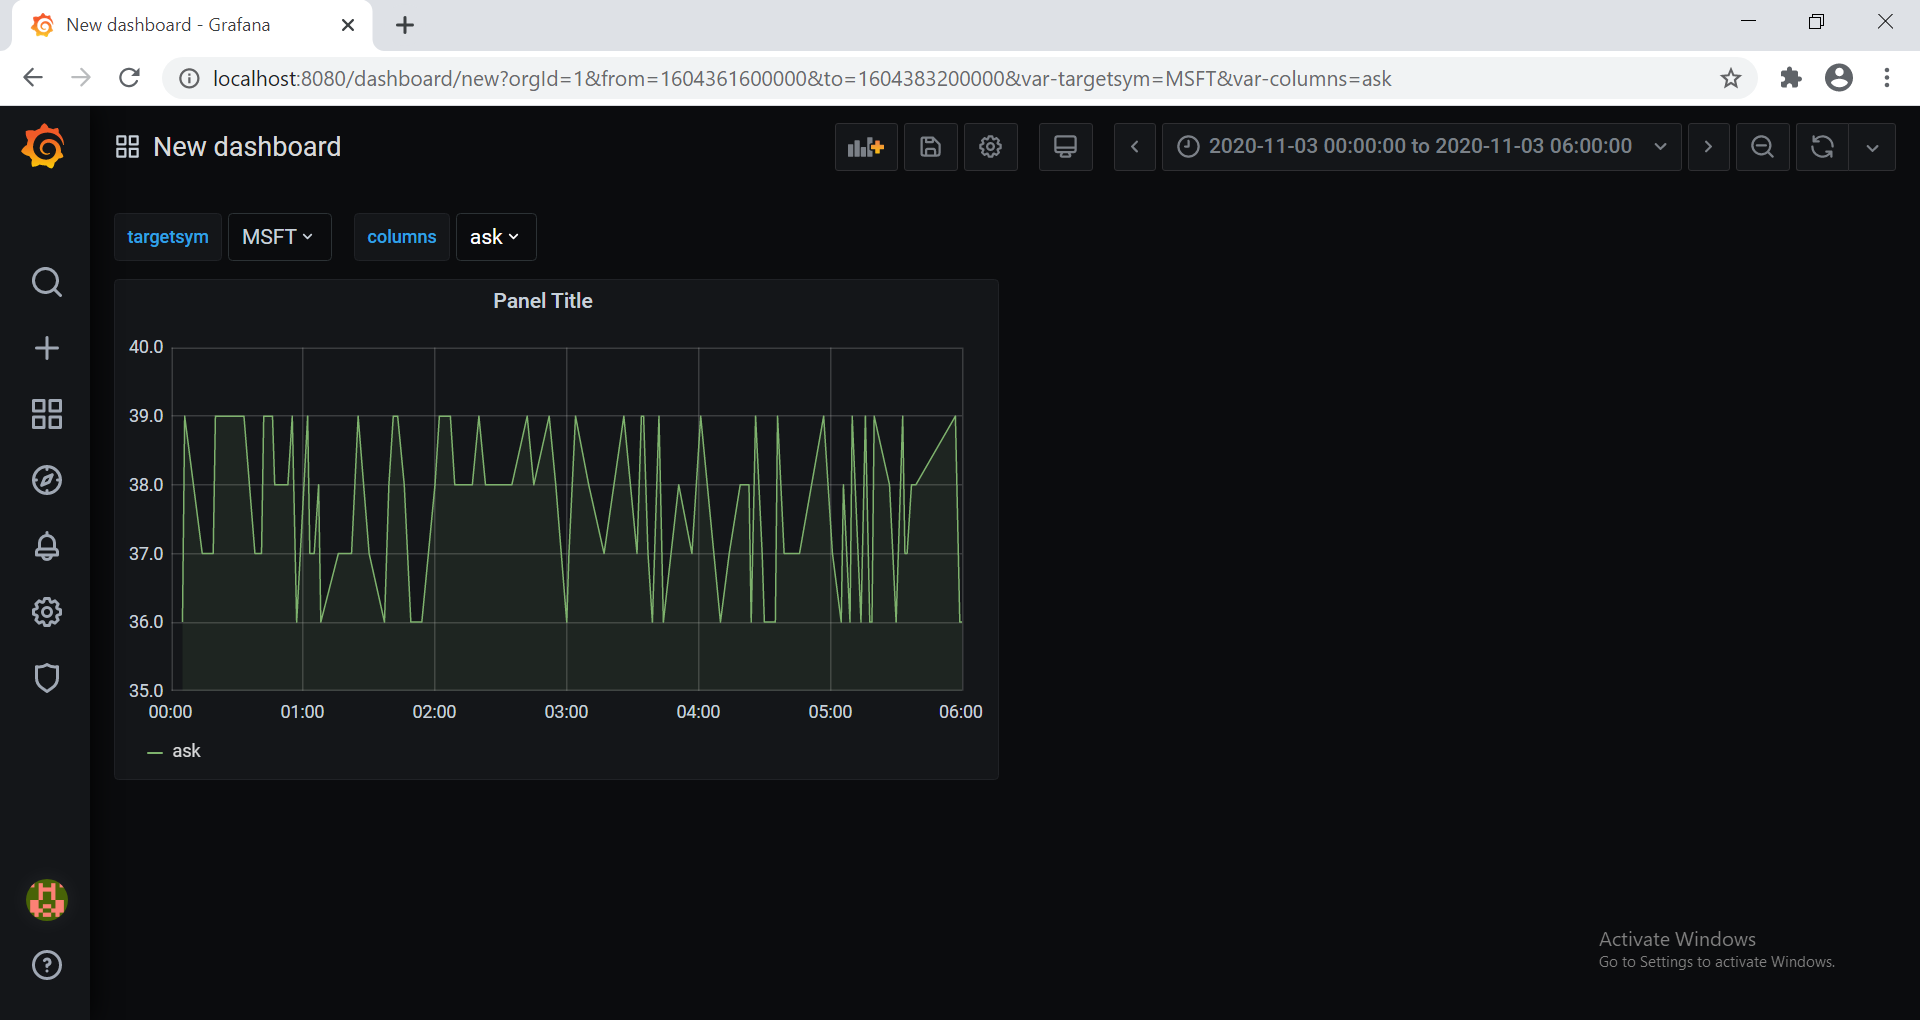 New dashboard - Grafana
localhost:8080/dashboard/new?orgId=1&from=1604361600000&to=1604383200000&var-targetsym=MSFT&var-columns=ask
New dashboard
2020-11-03 00:00:00 to 2020-11-03 06:00:00
targetsym MSFT columns ask
Panel Title
40.0
39.0
38.0
37.0
36.0
35.0
00:00 01:00 02:00 03:00 04:00 05:00 06:00
ask
Activate Windows
Go to Settings to activate Windows.